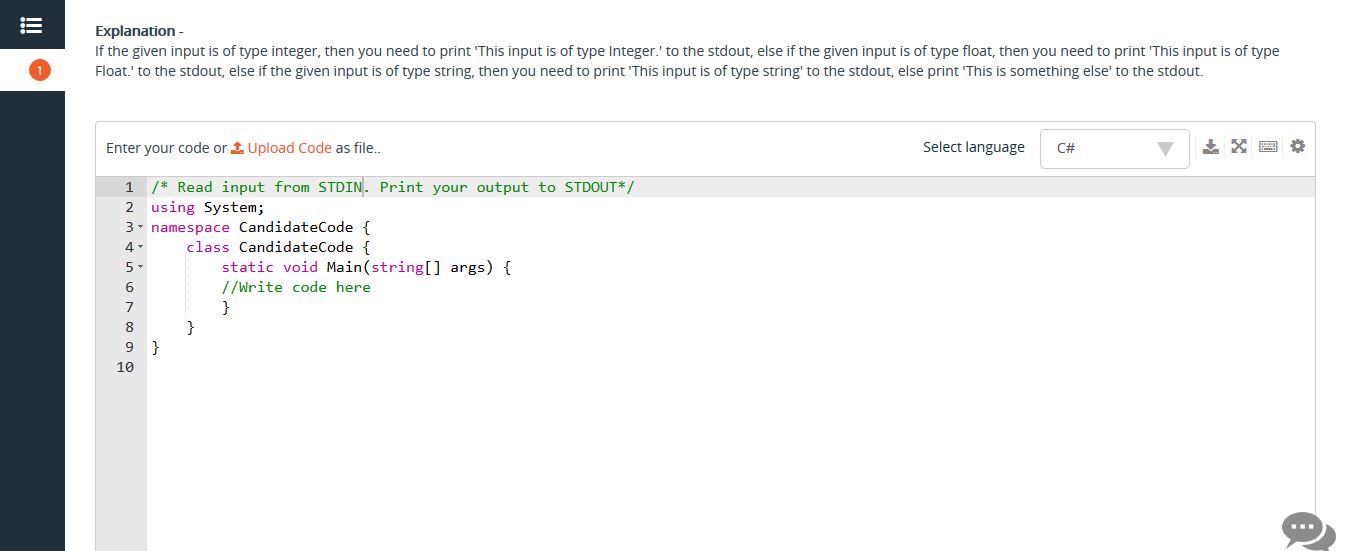 Explanation -
If the given input is of type integer, then you need to print 'This input is of type Integer.' to the stdout, else if the given input is of type float, then you need to print 'This input is of type
Float.' to the stdout, else if the given input is of type string, then you need to print 'This input is of type string' to the stdout, else print 'This is something else' to the stdout.
1
Enter your code or Upload Code as file..
Select language C#
1 /* Read input from STDIN. Print your output to STDOUT*/
2 using System;
3 namespace CandidateCode {
4     class CandidateCode {
5         static void Main(string[] args) {
6         //Write code here
7         }
8     }
9 }
10